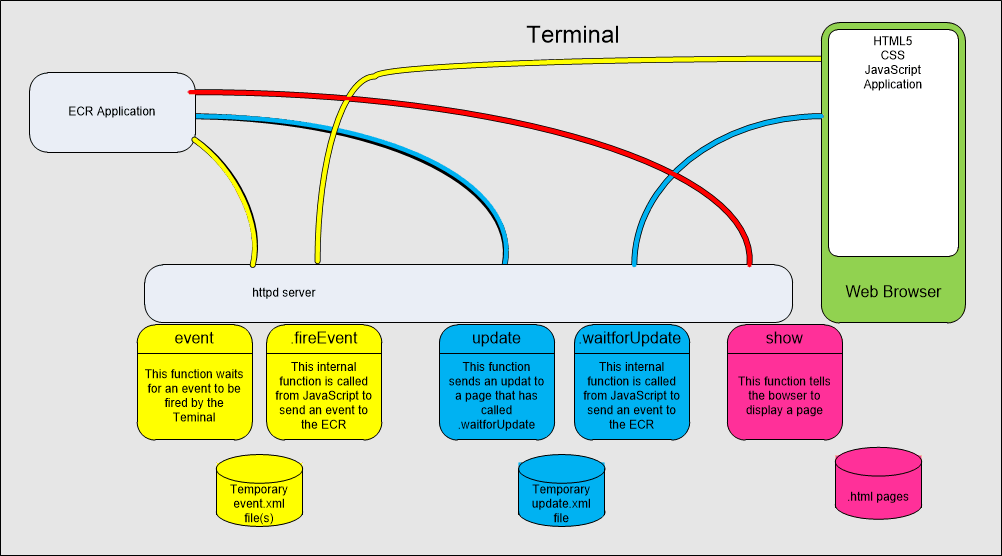 Terminal
HTML5
CSS
JavaScript
Application
ECR Application
httpd server
Web Browser
event
This function waits
for an event to be
fired by the
Teminal
.fireEvent
This internal
function is called
from JavaScript to
send an event to
the ECR
update
This function
sends an updat to
a page that has
called
.waitforUpdate
.waitforUpdate
This internal
function is called
from JavaScript to
send an event to
the ECR
show
This function tells
the bowser to
display a page
Temporary
event.xml
file(s)
Temporary
update.xml
file
.html pages